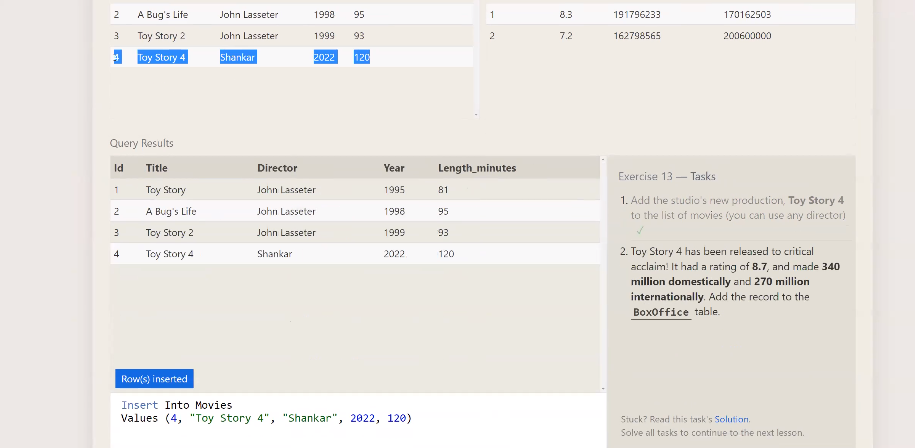 2 A Bug's Life John Lasseter 1998 95
3 Toy Story 2 John Lasseter 1999 93
4 Toy Story 4 Shankar 2022 120
1 8.3 191796233 170162503
2 7.2 162798565 200600000
Query Results
Id Title Director Year Length_minutes
1 Toy Story John Lasseter 1995 81
2 A Bug's Life John Lasseter 1998 95
3 Toy Story 2 John Lasseter 1999 93
4 Toy Story 4 Shankar 2022 120
Row(s) inserted
Insert Into Movies
Values (4, "Toy Story 4", "Shankar", 2022, 120)
Exercise 13 — Tasks
1. Add the studio's new production, Toy Story 4
to the list of movies (you can use any director)
✓
2. Toy Story 4 has been released to critical
acclaim! It had a rating of 8.7, and made 340
million domestically and 270 million
internationally. Add the record to the
BoxOffice table.
Stuck? Read this task's Solution.
Solve all tasks to continue to the next lesson.